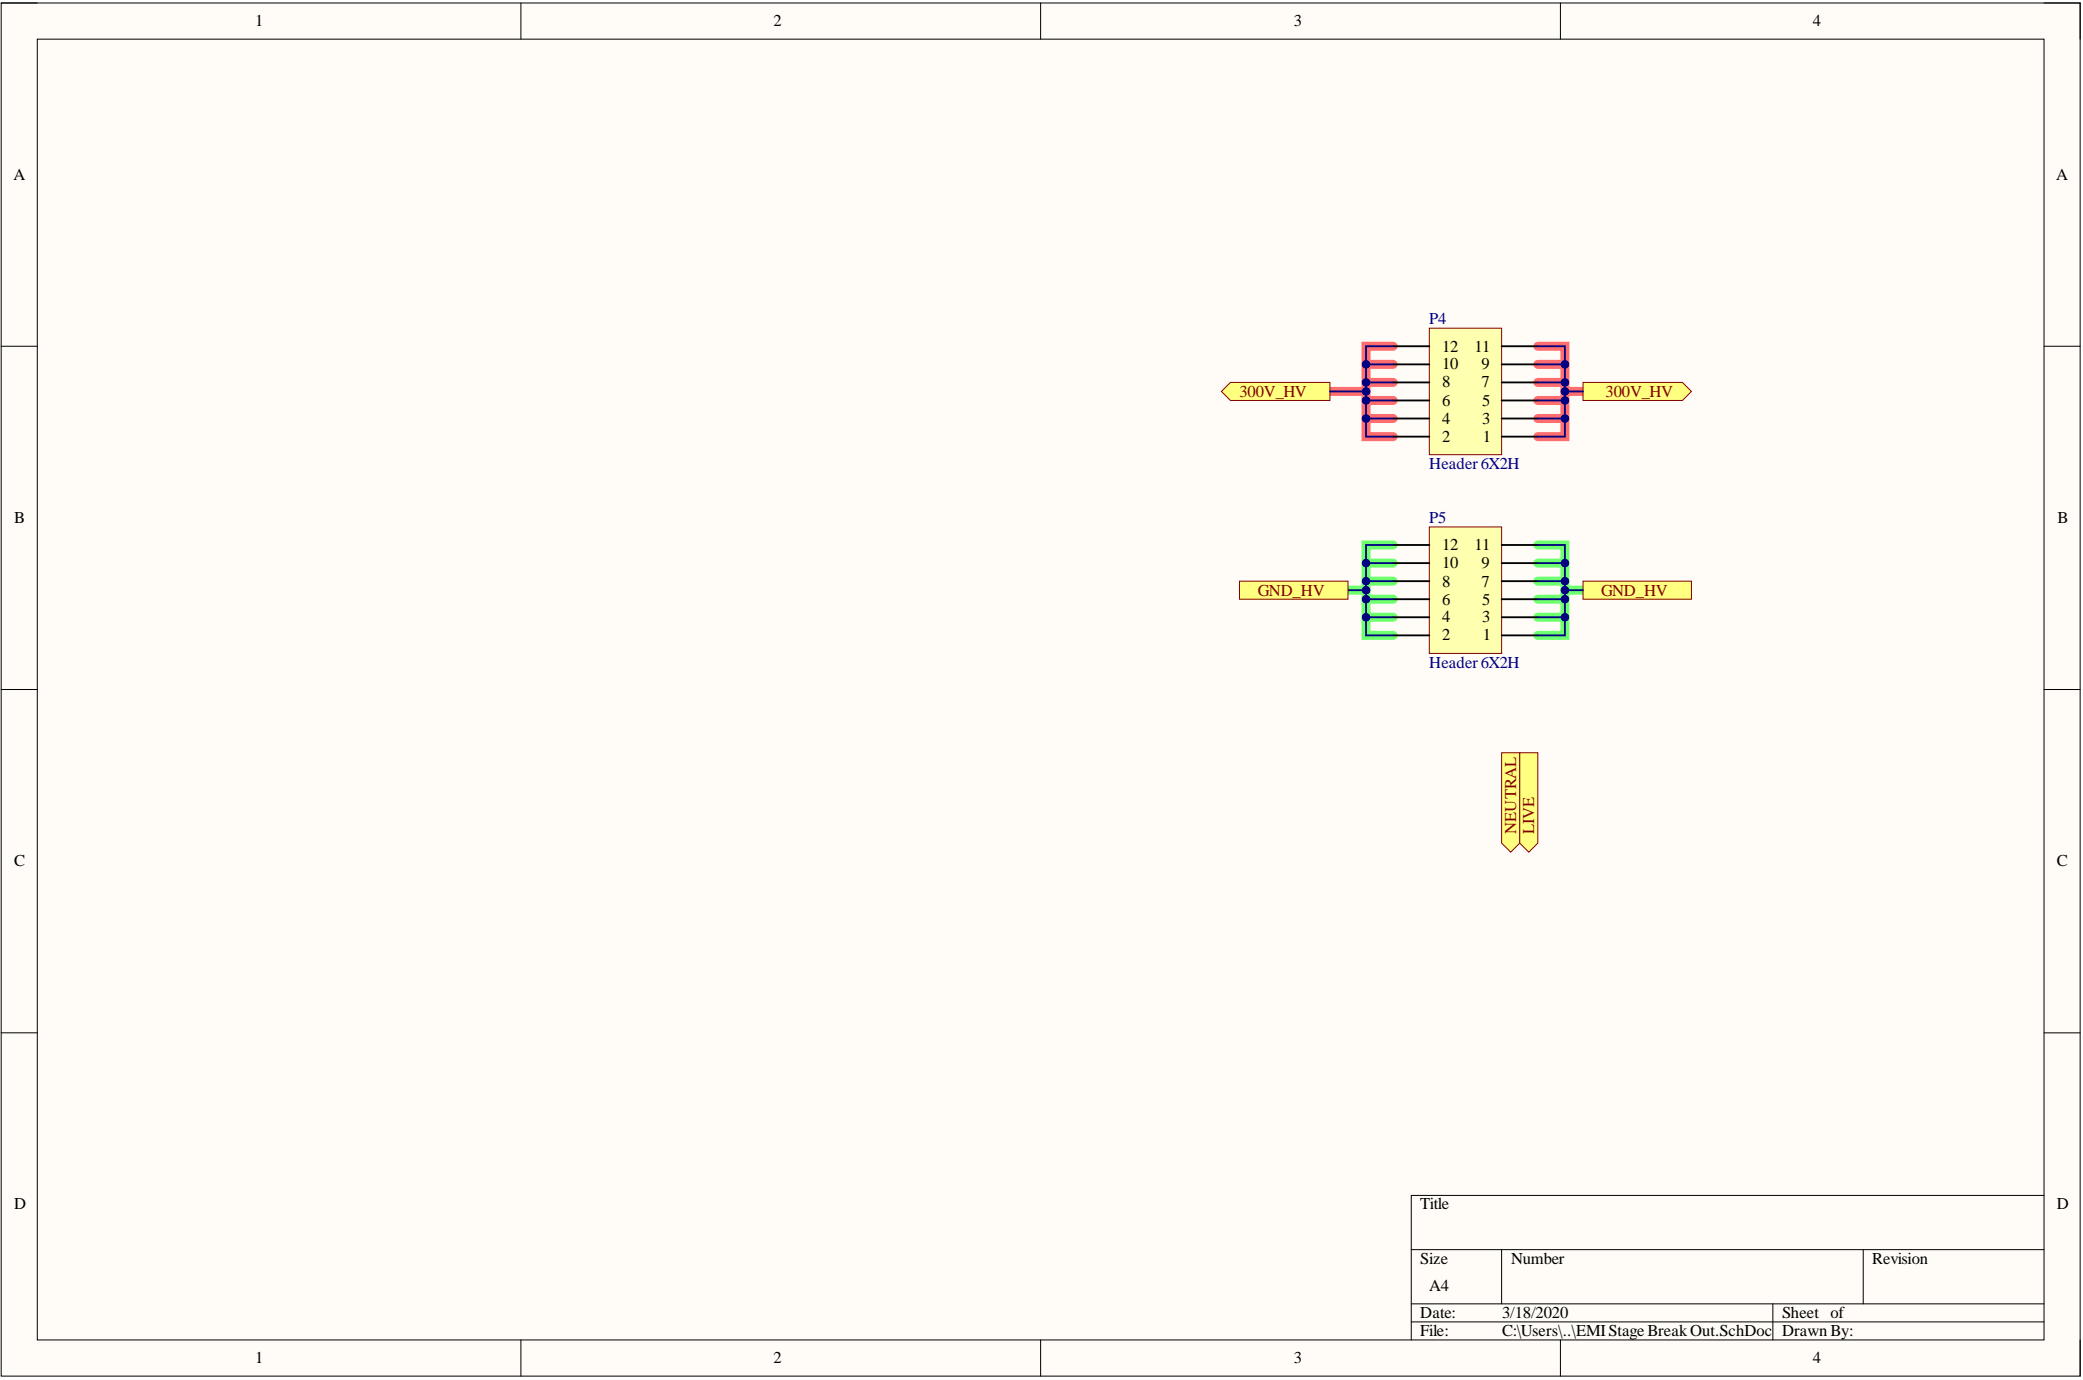 1 2 3 4
A A
P4
12 11
10 9
8 7
300V_HV 300V_HV
6 5
4 3
2 1
Header 6X2H
B B
P5
12 11
10 9
8 7
GND_HV GND_HV
6 5
4 3
2 1
Header 6X2H
NEUTRAL
LIVE
C C
D D
Title
Size Number Revision
A4
Date: 3/18/2020 Sheet of
File: C:\Users\..\EMI Stage Break Out.SchDoc Drawn By:
1 2 3 4